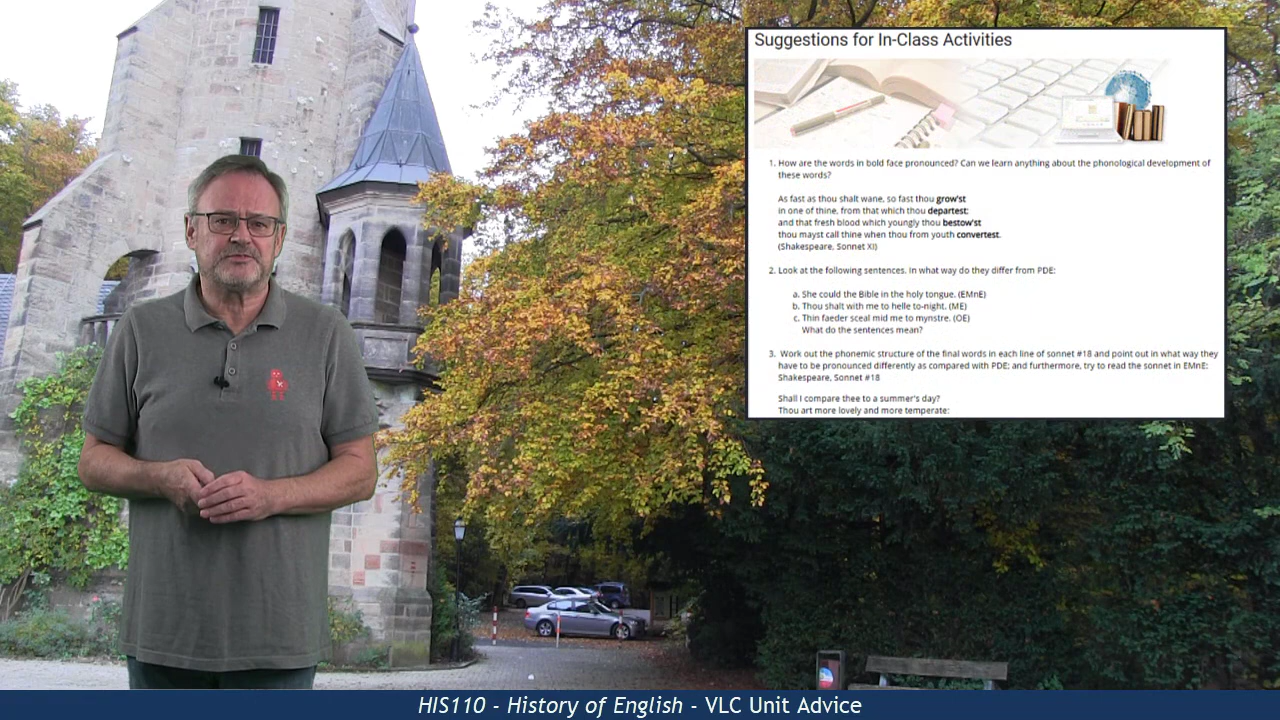 Suggestions for In-Class Activities
1. How are the words in bold face pronounced? Can we learn anything about the phonological development of
these words?
As fast as thou shalt wane, so fast thou grow'st
in one of thine, from that which thou departest;
and that fresh blood which youngly thou bestow'st
thou mayst call thine when thou from youth convertest.
(Shakespeare, Sonnet XI)
2. Look at the following sentences. In what way do they differ from PDE:
a. She could the Bible in the holy tongue. (EMnE)
b. Thou shalt with me to helle to-night. (ME)
c. Thin faeder sceal mid me to mynstre. (OE)
What do the sentences mean?
3. Work out the phonemic structure of the final words in each line of sonnet #18 and point out in what way they
have to be pronounced differently as compared with PDE; and furthermore, try to read the sonnet in EMnE:
Shakespeare, Sonnet #18
Shall I compare thee to a summer's day?
Thou art more lovely and more temperate:
HIS110 - History of English - VLC Unit Advice